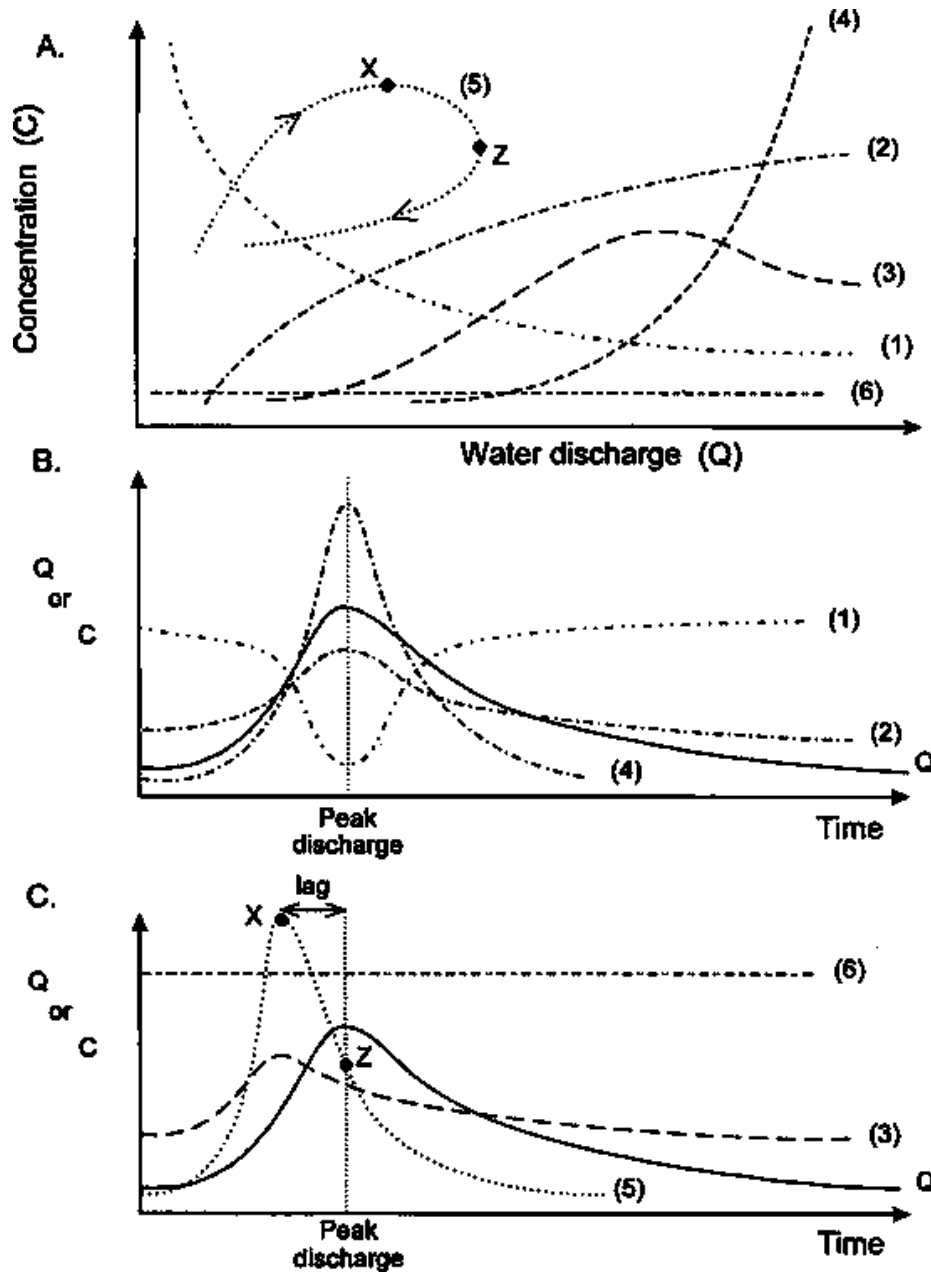 A.
(4)
X
(5)
Concentration (C)
Z
(2)
(3)
(1)
(6)
Water discharge (Q)
B.
Q
or
C
(1)
(2)
Q
(4)
Peak
discharge
Time
C.
lag
X
(6)
Q
or
C
Z
(3)
Q
(5)
Peak
discharge
Time